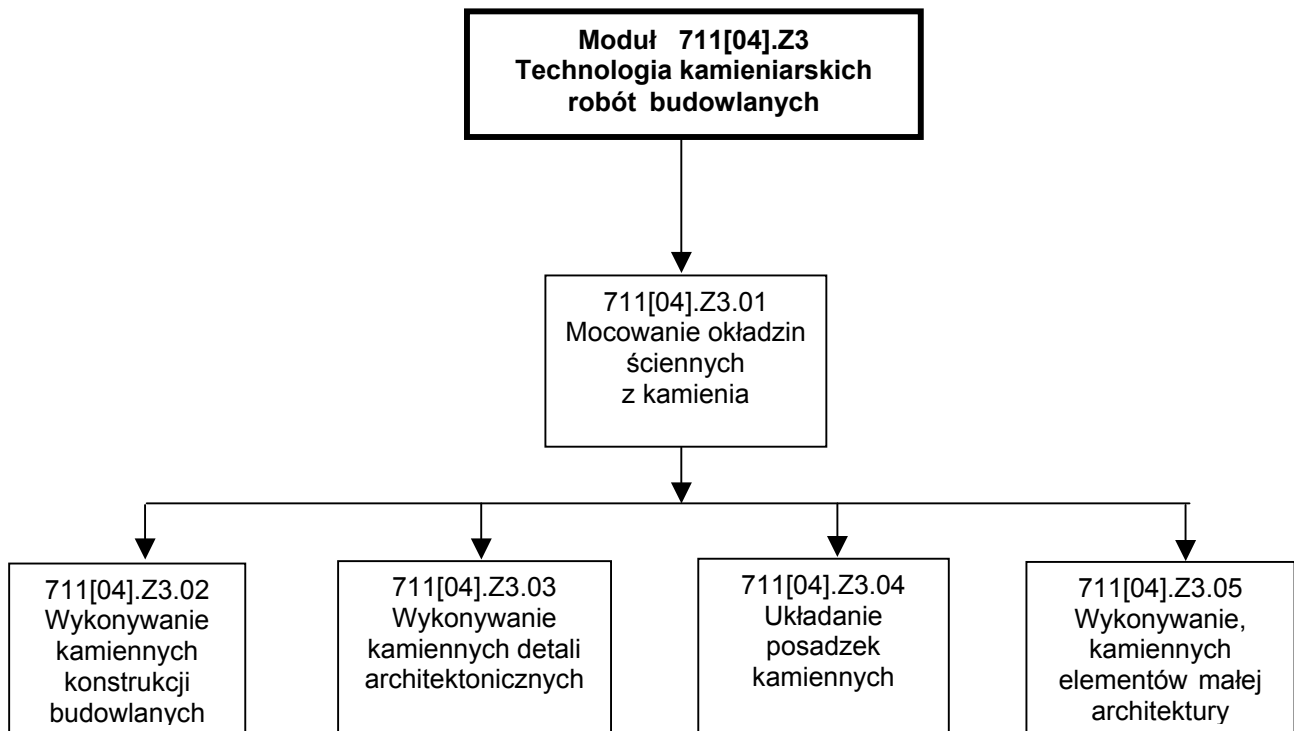 Moduł 711[04].Z3
Technologia kamieniarskich
robót budowlanych
711[04].Z3.01
Mocowanie okładzin
ściennych
z kamienia
711[04].Z3.02
Wykonywanie
kamiennych
konstrukcji
budowlanych
711[04].Z3.03
Wykonywanie
kamiennych detali
architektonicznych
711[04].Z3.04
Układanie
posadzek
kamiennych
711[04].Z3.05
Wykonywanie,
kamiennych
elementów małej
architektury